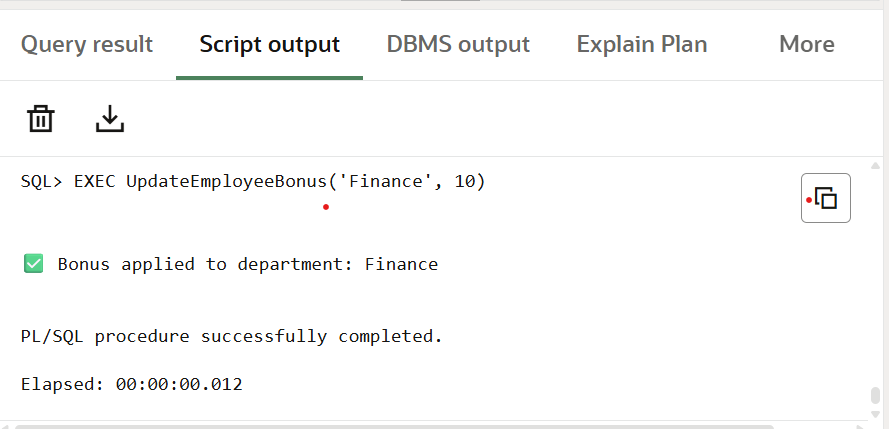 Query result Script output DBMS output Explain Plan More
SQL> EXEC UpdateEmployeeBonus('Finance', 10)
✅ Bonus applied to department: Finance
PL/SQL procedure successfully completed.
Elapsed: 00:00:00.012